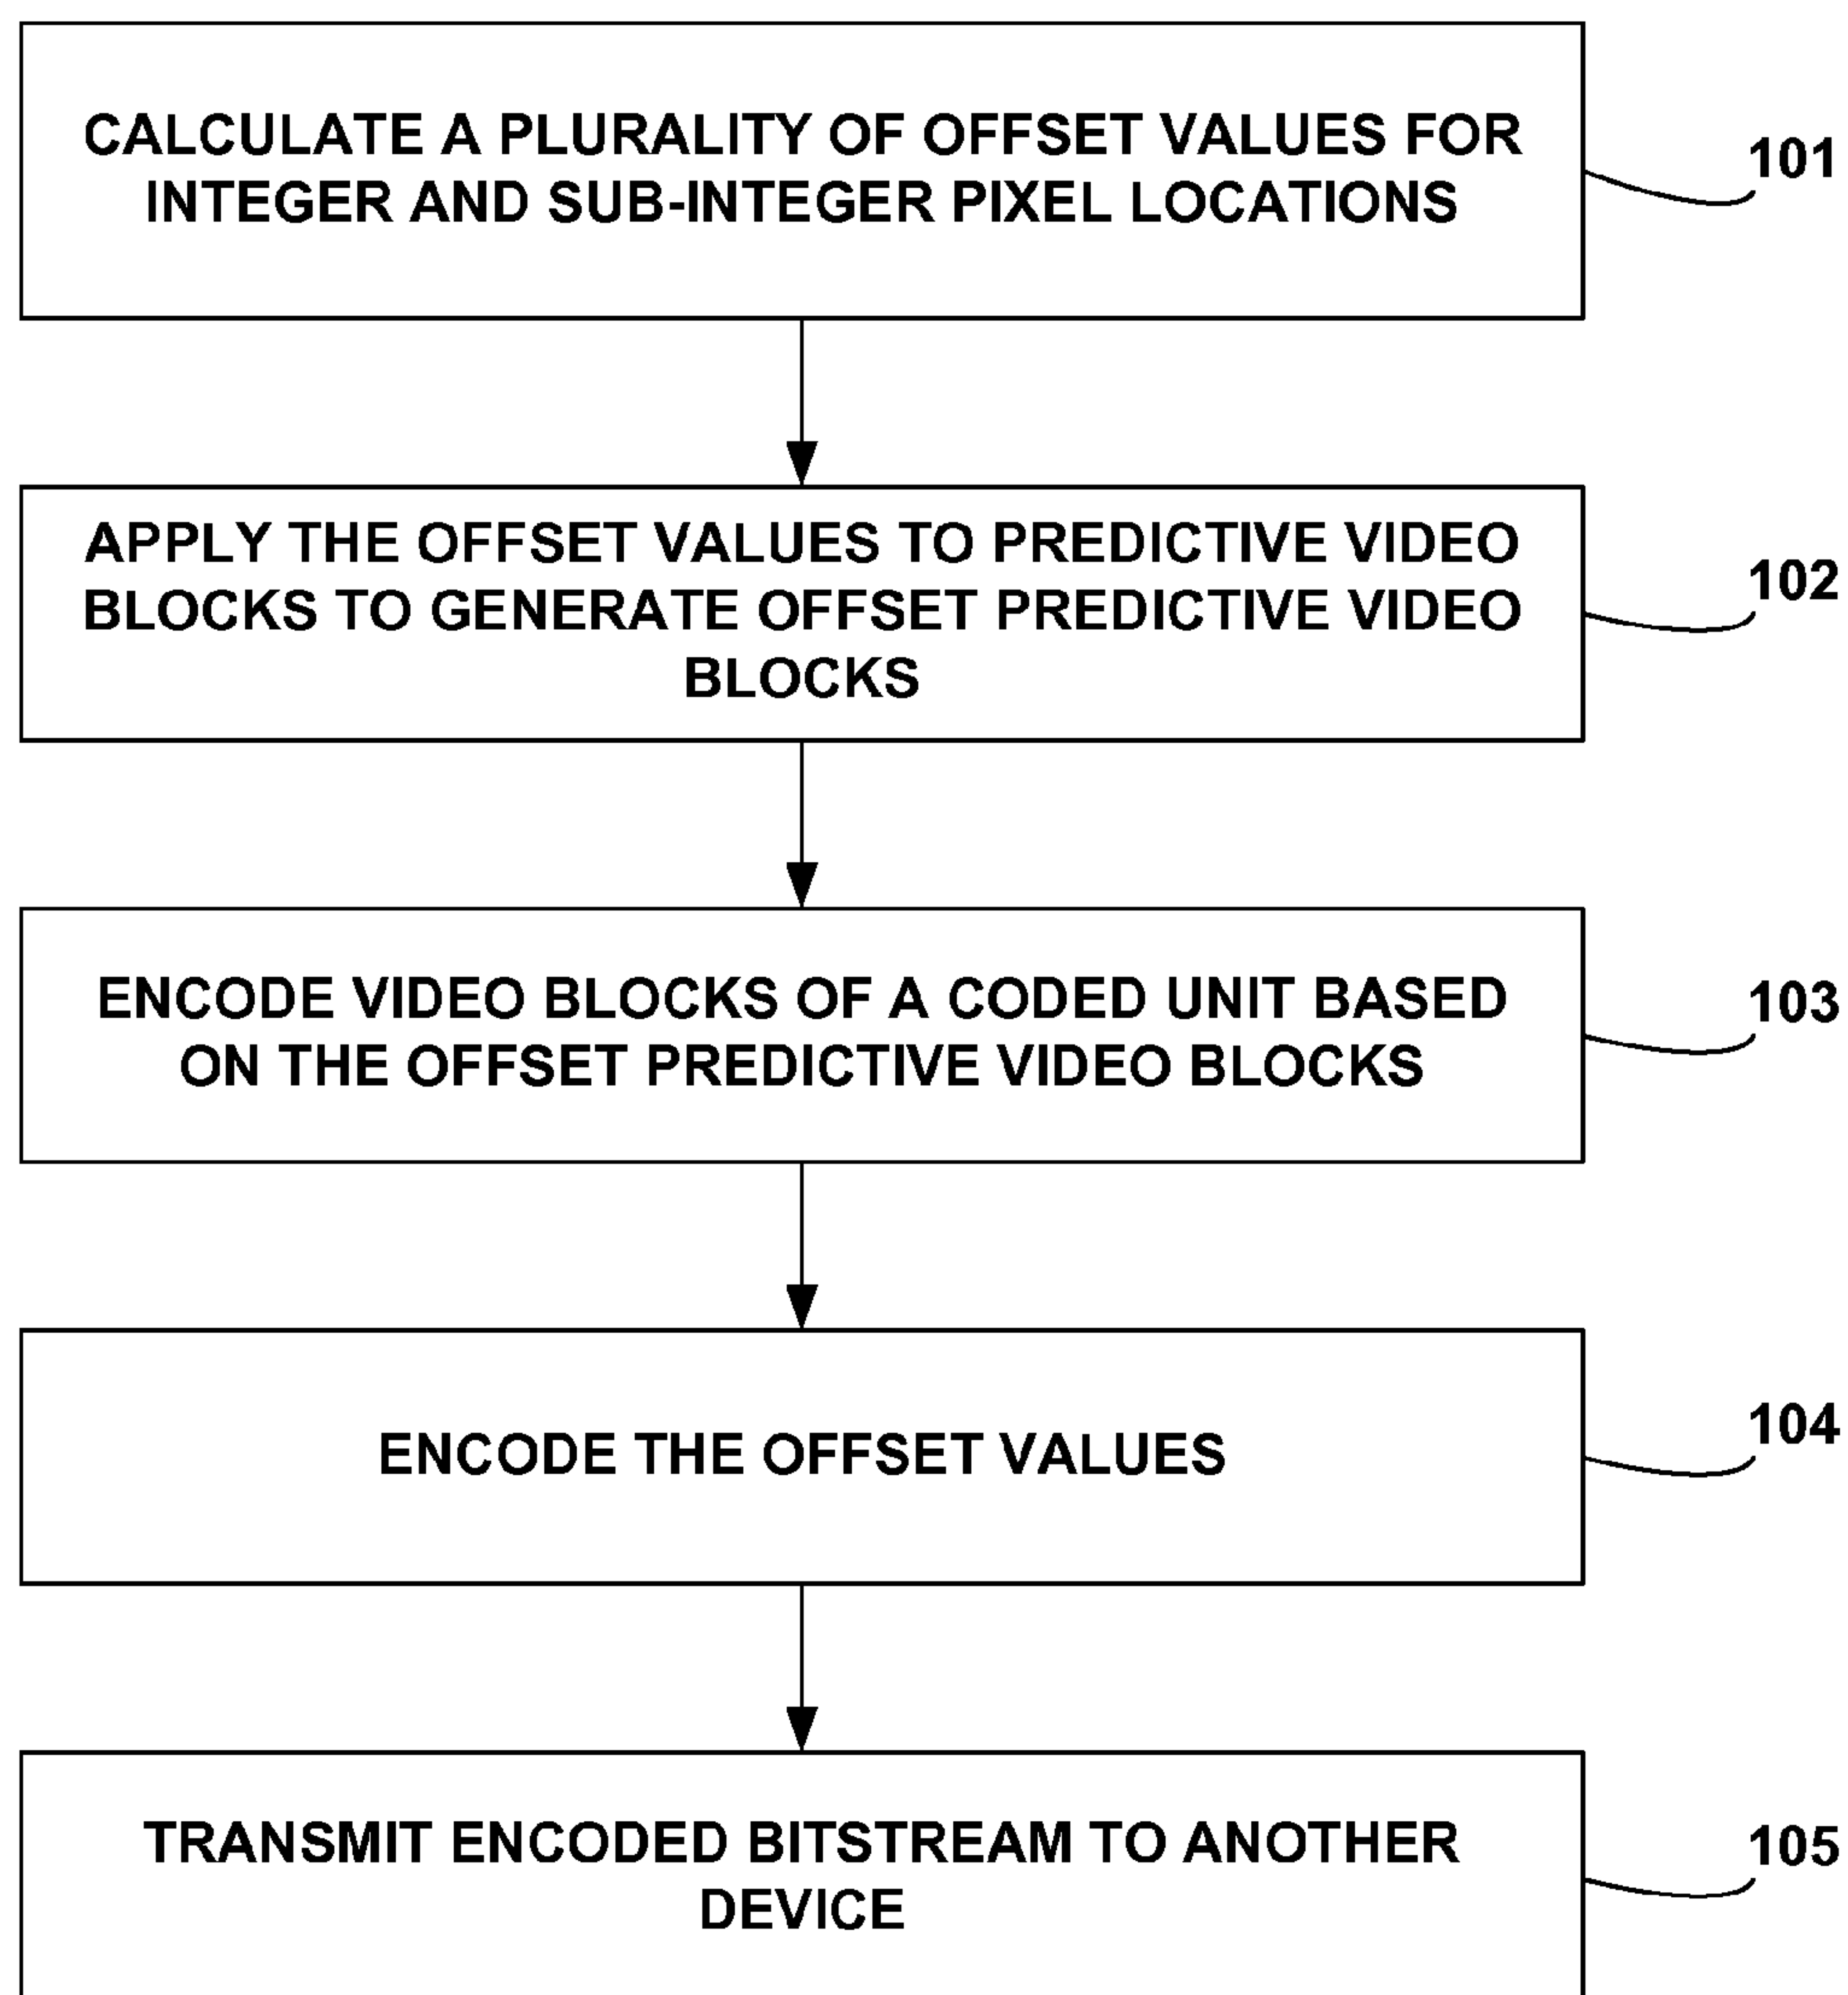 CALCULATE A PLURALITY OF OFFSET VALUES FOR
INTEGER AND SUB-INTEGER PIXEL LOCATIONS
101
APPLY THE OFFSET VALUES TO PREDICTIVE VIDEO
BLOCKS TO GENERATE OFFSET PREDICTIVE VIDEO
BLOCKS
102
ENCODE VIDEO BLOCKS OF A CODED UNIT BASED
ON THE OFFSET PREDICTIVE VIDEO BLOCKS
103
ENCODE THE OFFSET VALUES
104
TRANSMIT ENCODED BITSTREAM TO ANOTHER
DEVICE
105